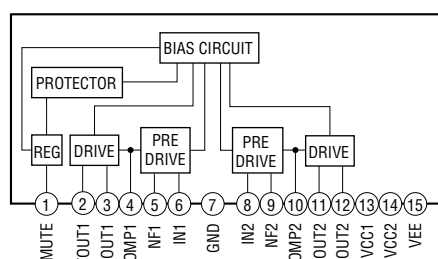 BIAS CIRCUIT
PROTECTOR
REG
DRIVE
PRE
DRIVE
PRE
DRIVE
DRIVE
1
2
3
4
5
6
7
8
9
10
11
12
13
14
15
MUTE
OUT1
OUT1
OMP1
NF1
IN1
GND
IN2
NF2
OMP2
OUT2
OUT2
VCC1
VCC2
VEE